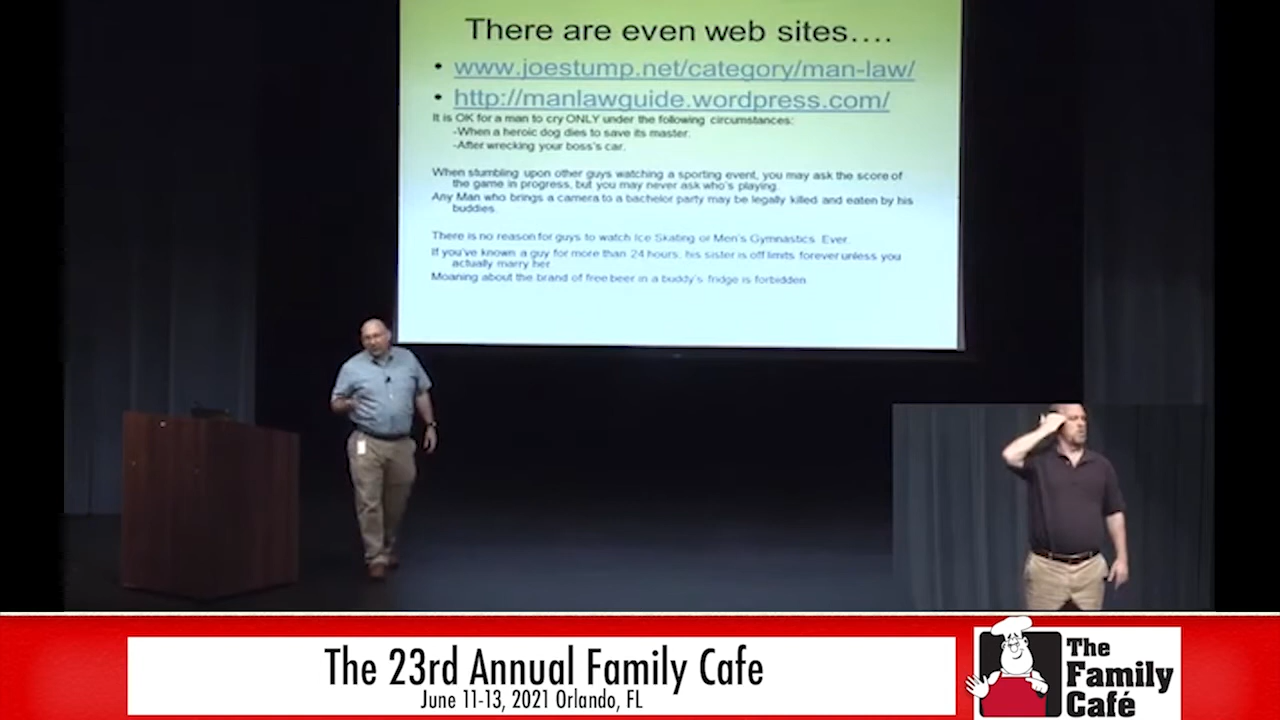 There are even web sites….
• www.joestump.net/category/man-law/
• http://manlawguide.wordpress.com/
It is OK for a man to cry ONLY under the following circumstances:
-When a heroic dog dies to save its master.
-After wrecking your boss's car.
When stumbling upon other guys watching a sporting event, you may ask the score of
the game in progress, but you may never ask who's playing.
Any Man who brings a camera to a bachelor party may be legally killed and eaten by his
buddies.
There is no reason for guys to watch Ice Skating or Men's Gymnastics. Ever.
If you've known a guy for more than 24 hours, his sister is off limits forever unless you
actually marry her.
Moaning about the brand of free beer in a buddy's fridge is forbidden.
The 23rd Annual Family Cafe
June 11-13, 2021 Orlando, FL
The
Family
Café